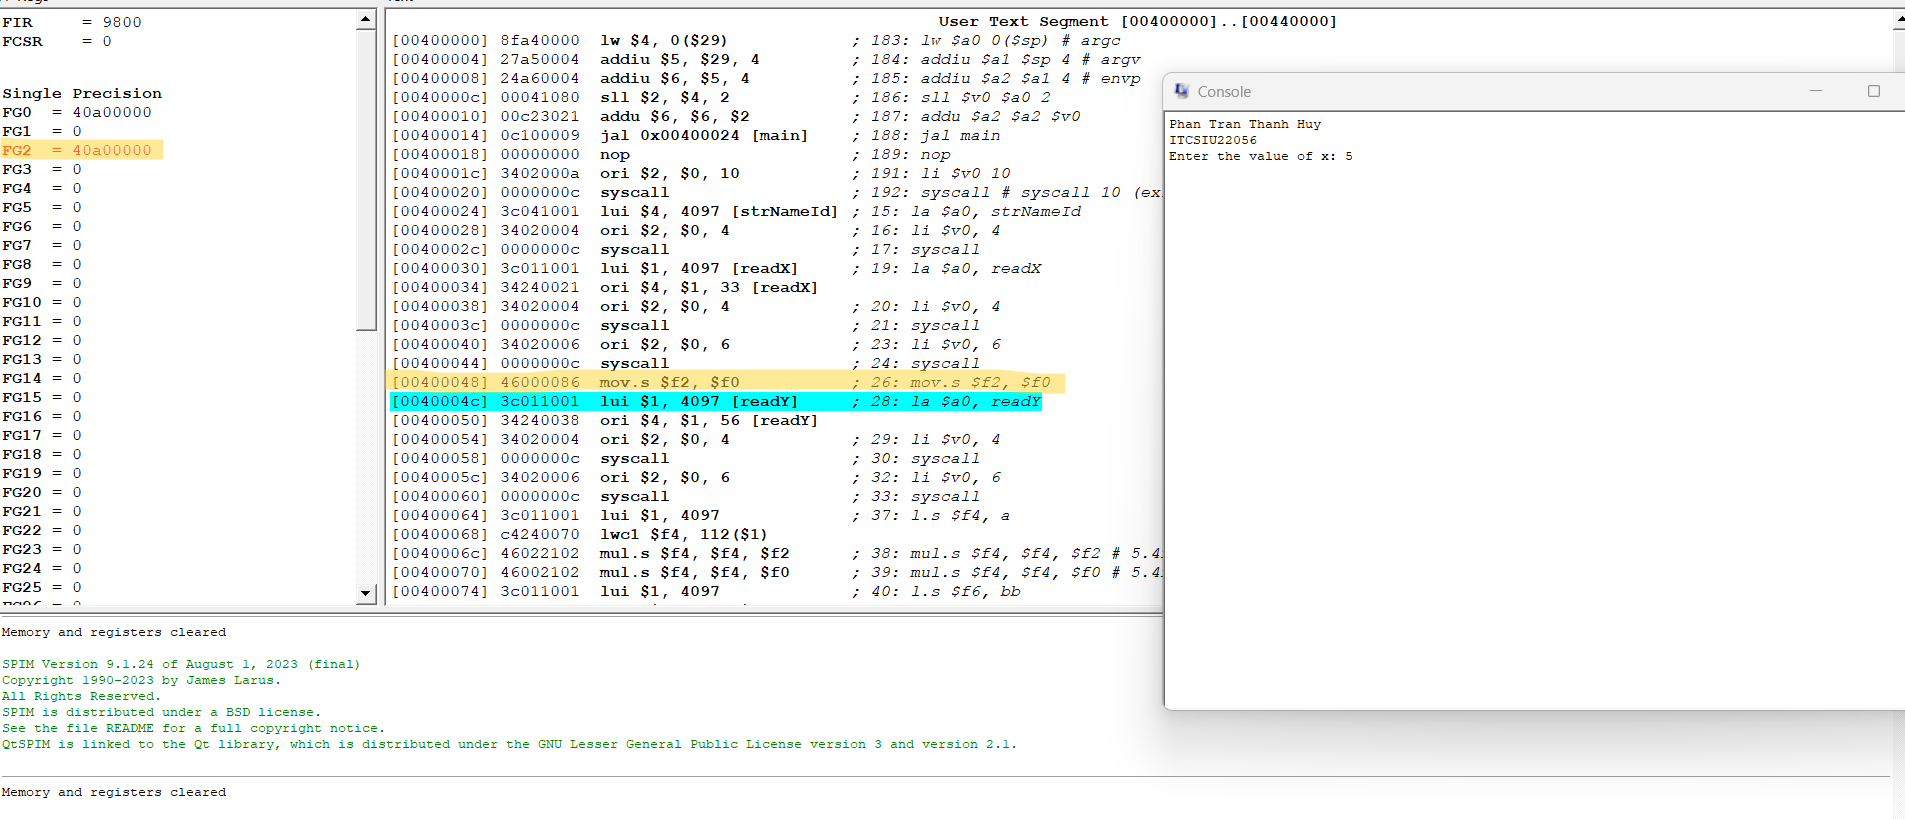 FIR      = 9800
FCSR     = 0
Single Precision
FG0  = 40a00000
FG1  = 0
FG2  = 40a00000
FG3  = 0
FG4  = 0
FG5  = 0
FG6  = 0
FG7  = 0
FG8  = 0
FG9  = 0
FG10 = 0
FG11 = 0
FG12 = 0
FG13 = 0
FG14 = 0
FG15 = 0
FG16 = 0
FG17 = 0
FG18 = 0
FG19 = 0
FG20 = 0
FG21 = 0
FG22 = 0
FG23 = 0
FG24 = 0
FG25 = 0
User Text Segment [00400000]..[00440000]
[00400000] 8fa40000  lw $4, 0($29)            ; 183: lw $a0 0($sp) # argc
[00400004] 27a50004  addiu $5, $29, 4         ; 184: addiu $a1 $sp 4 # argv
[00400008] 24a60004  addiu $6, $5, 4          ; 185: addiu $a2 $a1 4 # envp
[0040000c] 00041080  sll $2, $4, 2            ; 186: sll $v0 $a0 2
[00400010] 00c23021  addu $6, $6, $2          ; 187: addu $a2 $a2 $v0
[00400014] 0c100009  jal 0x00400024 [main]    ; 188: jal main
[00400018] 00000000  nop                      ; 189: nop
[0040001c] 3402000a  ori $2, $0, 10           ; 191: li $v0 10
[00400020] 0000000c  syscall                  ; 192: syscall # syscall 10 (ex
[00400024] 3c041001  lui $4, 4097 [strNameId] ; 15: la $a0, strNameId
[00400028] 34020004  ori $2, $0, 4            ; 16: li $v0, 4
[0040002c] 0000000c  syscall                  ; 17: syscall
[00400030] 3c011001  lui $1, 4097 [readX]     ; 19: la $a0, readX
[00400034] 34240021  ori $4, $1, 33 [readX]
[00400038] 34020004  ori $2, $0, 4            ; 20: li $v0, 4
[0040003c] 0000000c  syscall                  ; 21: syscall
[00400040] 34020006  ori $2, $0, 6            ; 23: li $v0, 6
[00400044] 0000000c  syscall                  ; 24: syscall
[00400048] 46000086  mov.s $f2, $f0           ; 26: mov.s $f2, $f0
[0040004c] 3c011001  lui $1, 4097 [readY]     ; 28: la $a0, readY
[00400050] 34240038  ori $4, $1, 56 [readY]
[00400054] 34020004  ori $2, $0, 4            ; 29: li $v0, 4
[00400058] 0000000c  syscall                  ; 30: syscall
[0040005c] 34020006  ori $2, $0, 6            ; 32: li $v0, 6
[00400060] 0000000c  syscall                  ; 33: syscall
[00400064] 3c011001  lui $1, 4097             ; 37: l.s $f4, a
[00400068] c4240070  lwc1 $f4, 112($1)
[0040006c] 46022102  mul.s $f4, $f4, $f2      ; 38: mul.s $f4, $f4, $f2 # 5.4
[00400070] 46002102  mul.s $f4, $f4, $f0      ; 39: mul.s $f4, $f4, $f0 # 5.4
[00400074] 3c011001  lui $1, 4097             ; 40: l.s $f6, bb
Console
Phan Tran Thanh Huy
ITCSIU22056
Enter the value of x: 5
Memory and registers cleared
SPIM Version 9.1.24 of August 1, 2023 (final)
Copyright 1990-2023 by James Larus.
All Rights Reserved.
SPIM is distributed under a BSD license.
See the file README for a full copyright notice.
QtSPIM is linked to the Qt library, which is distributed under the GNU Lesser General Public License version 3 and version 2.1.
Memory and registers cleared